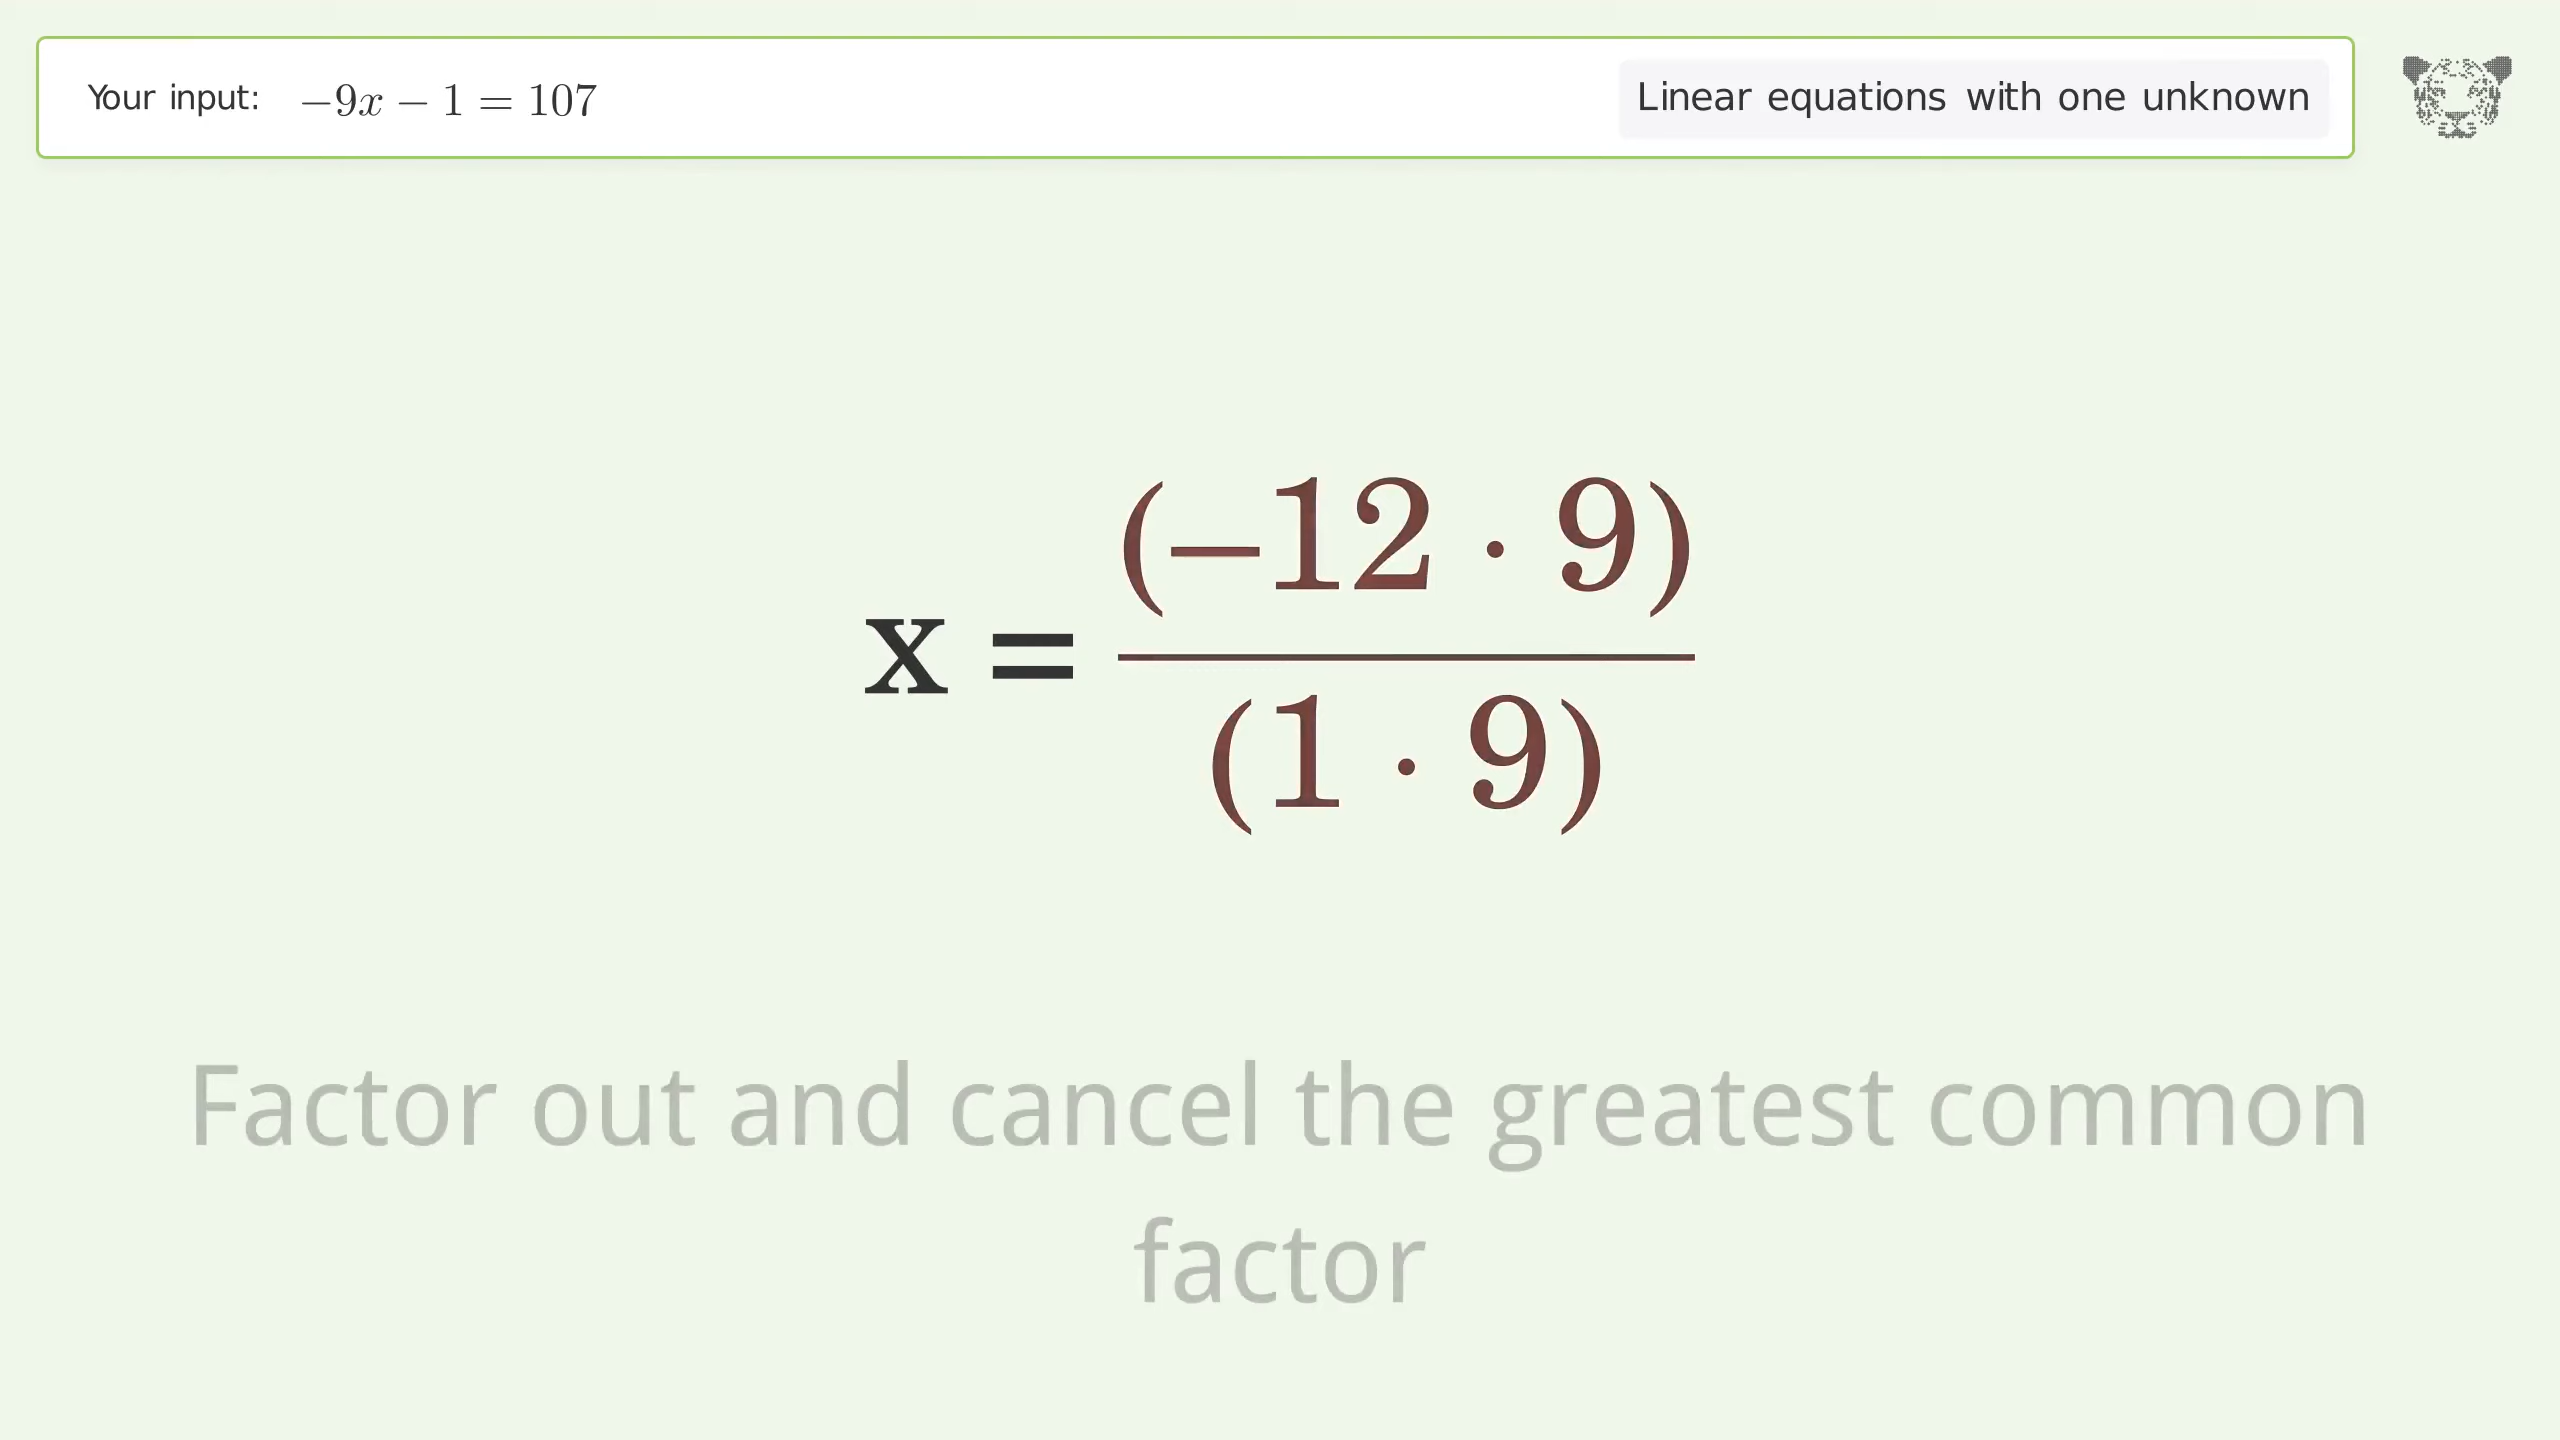 Your input: −9x − 1 = 107
Linear equations with one unknown
x = (−12 · 9) / (1 · 9)
Factor out and cancel the greatest common
factor